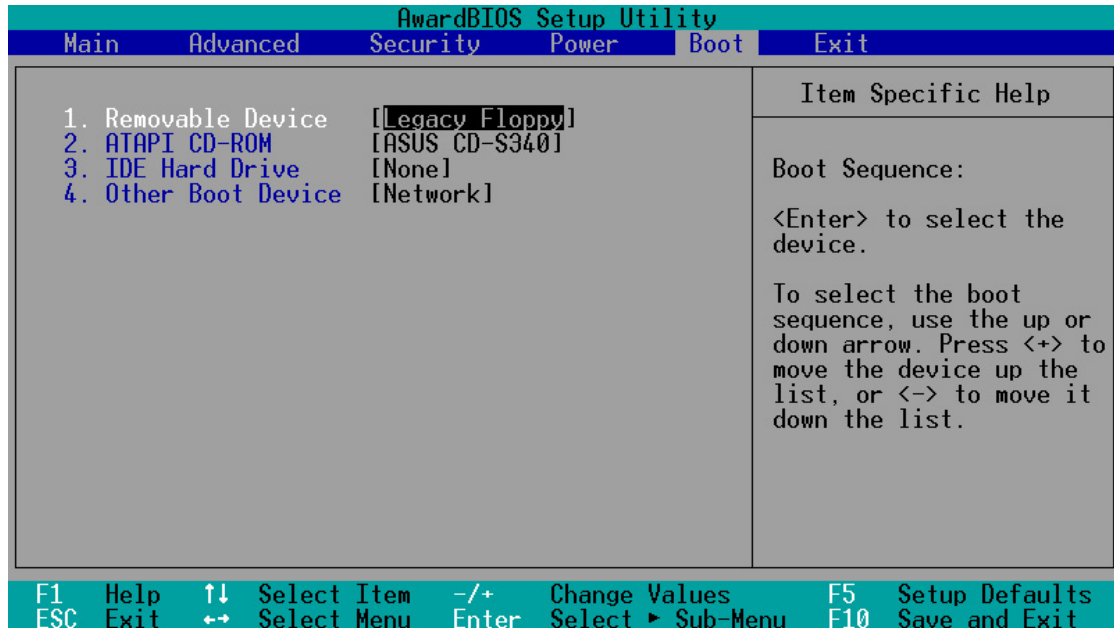 AwardBIOS Setup Utility
Main Advanced Security Power Boot Exit
1. Removable Device [Legacy Floppy]
2. ATAPI CD-ROM [ASUS CD-S340]
3. IDE Hard Drive [None]
4. Other Boot Device [Network]
Item Specific Help
Boot Sequence:
<Enter> to select the
device.
To select the boot
sequence, use the up or
down arrow. Press <+> to
move the device up the
list, or <-> to move it
down the list.
F1 Help ↑↓ Select Item -/+ Change Values F5 Setup Defaults
ESC Exit ←→ Select Menu Enter Select ► Sub-Menu F10 Save and Exit